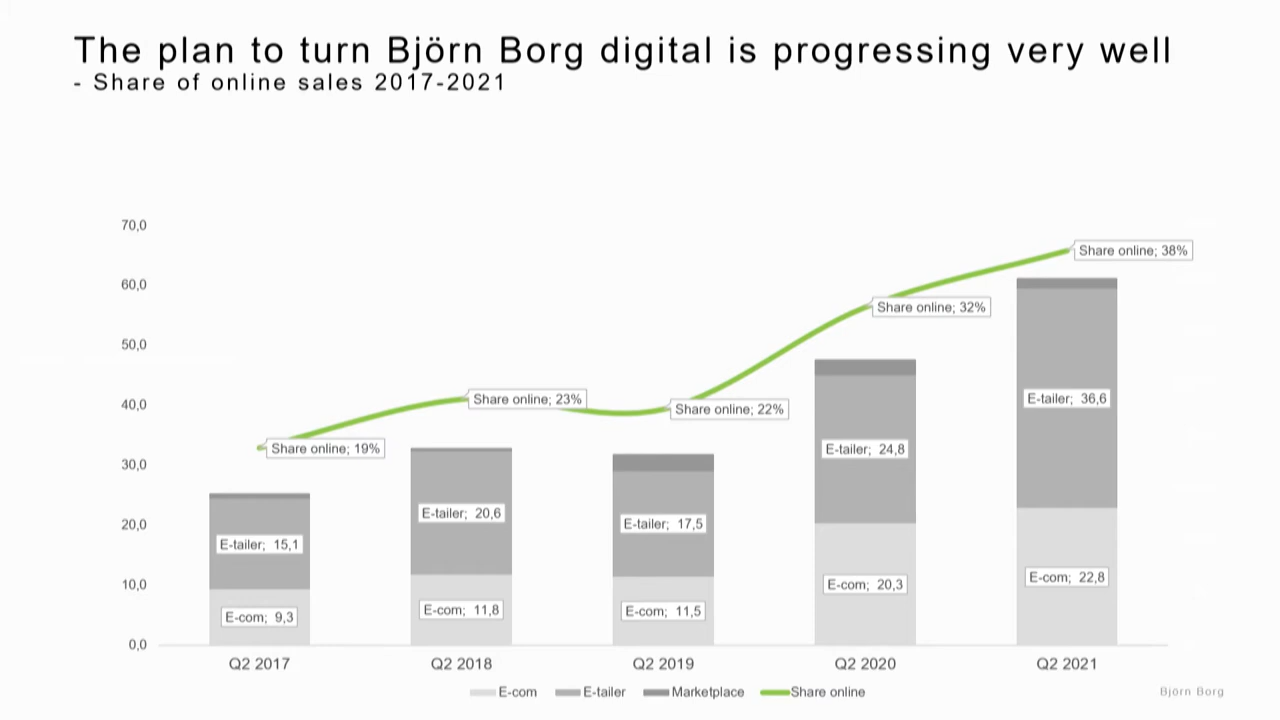 The plan to turn Björn Borg digital is progressing very well
- Share of online sales 2017-2021
70,0
Share online; 38%
60,0
Share online; 32%
50,0
40,0
Share online; 23%
Share online; 22%
E-tailer; 36,6
Share online; 19%
E-tailer; 24,8
30,0
E-tailer; 20,6
E-tailer; 17,5
20,0
E-tailer; 15,1
10,0
E-com; 22,8
E-com; 20,3
E-com; 11,8
E-com; 11,5
E-com; 9,3
0,0
Q2 2017 Q2 2018 Q2 2019 Q2 2020 Q2 2021
E-com E-tailer Marketplace Share online
Björn Borg